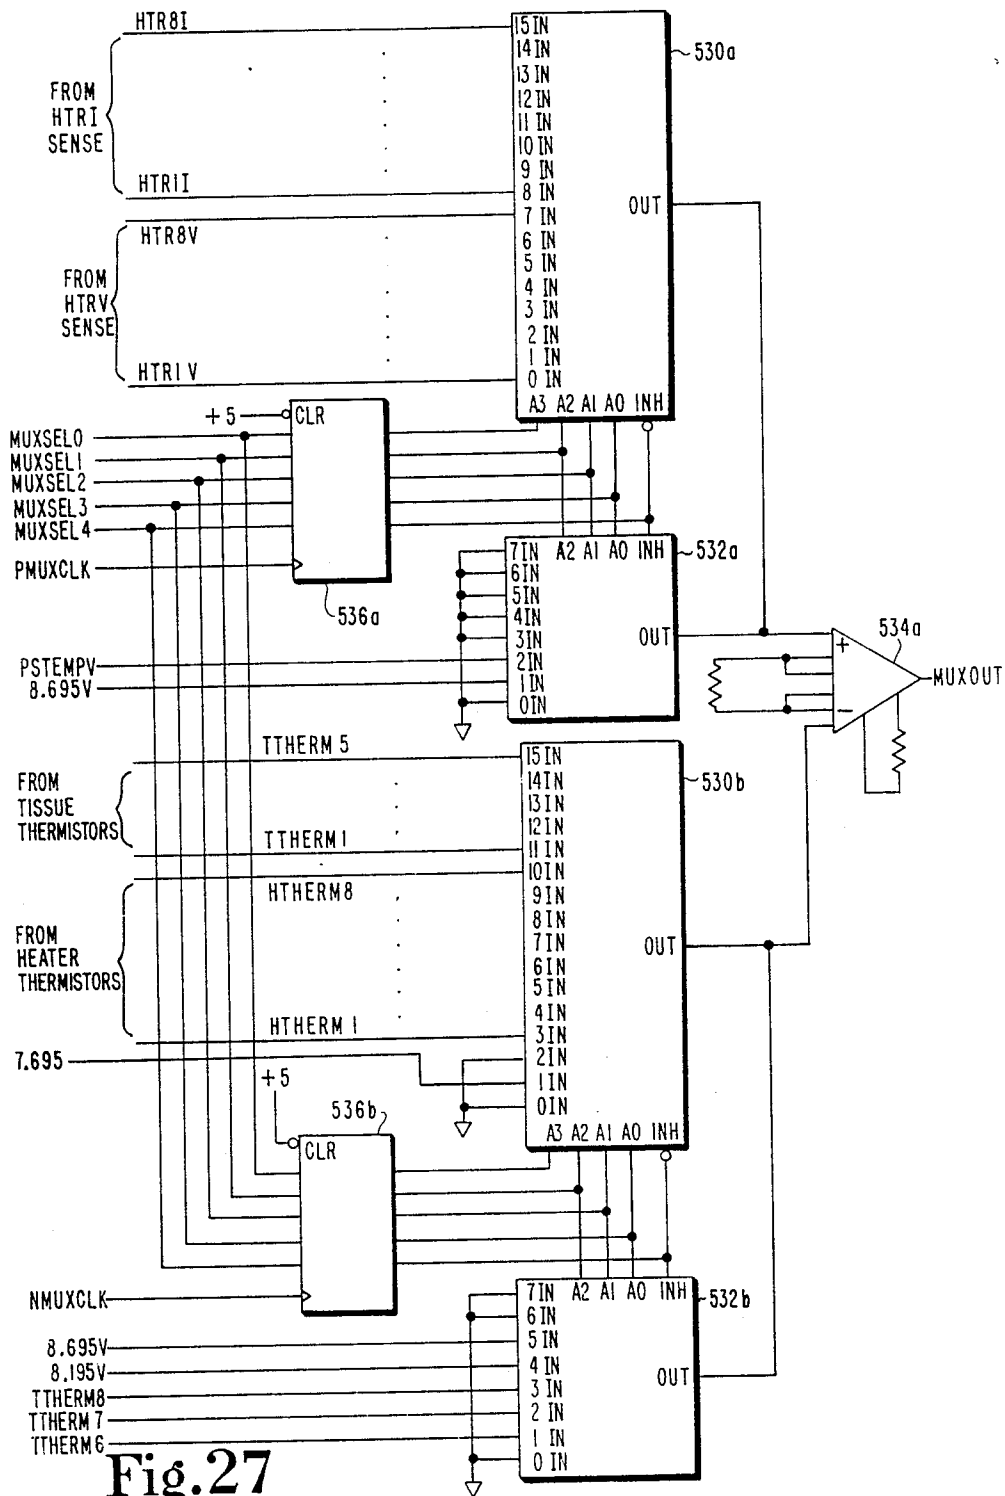 HTR8I
FROM
HTRI
SENSE
HTR1I
HTR8V
FROM
HTRV
SENSE
HTR1V
15 IN
14 IN
13 IN
12 IN
11 IN
10 IN
9 IN
8 IN
7 IN
6 IN
5 IN
4 IN
3 IN
2 IN
1 IN
0 IN
OUT
A3 A2 A1 A0 INH
530a
+5
CLR
MUXSEL0
MUXSEL1
MUXSEL2
MUXSEL3
MUXSEL4
PMUXCLK
536a
7IN A2 A1 A0 INH
6IN
5IN
4IN
3IN
2IN
1IN
0IN
OUT
532a
PSTEMPV
8.695V
+
-
534a
MUXOUT
TTHERM 5
FROM
TISSUE
THERMISTORS
TTHERM 1
HTHERM8
FROM
HEATER
THERMISTORS
HTHERM 1
7.695
15 IN
14 IN
13 IN
12 IN
11 IN
10 IN
9 IN
8 IN
7 IN
6 IN
5 IN
4 IN
3 IN
2 IN
1 IN
0 IN
OUT
A3 A2 A1 A0 INH
530b
+5
536b
CLR
NMUXCLK
7IN A2 A1 A0 INH
6 IN
5 IN
4 IN
3 IN
2 IN
1 IN
0 IN
OUT
532b
8.695V
8.195V
TTHERM8
TTHERM 7
TTHERM 6
Fig.27